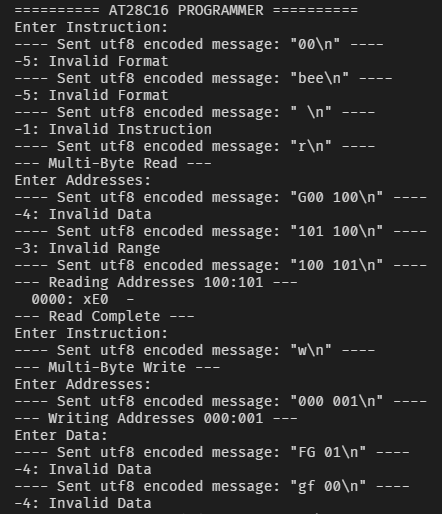 ========== AT28C16 PROGRAMMER ==========
Enter Instruction:
---- Sent utf8 encoded message: "00\n" ----
-5: Invalid Format
---- Sent utf8 encoded message: "bee\n" ----
-5: Invalid Format
---- Sent utf8 encoded message: " \n" ----
-1: Invalid Instruction
---- Sent utf8 encoded message: "r\n" ----
--- Multi-Byte Read ---
Enter Addresses:
---- Sent utf8 encoded message: "G00 100\n" ----
-4: Invalid Data
---- Sent utf8 encoded message: "101 100\n" ----
-3: Invalid Range
---- Sent utf8 encoded message: "100 101\n" ----
--- Reading Addresses 100:101 ---
  0000: xE0  -
--- Read Complete ---
Enter Instruction:
---- Sent utf8 encoded message: "w\n" ----
--- Multi-Byte Write ---
Enter Addresses:
---- Sent utf8 encoded message: "000 001\n" ----
--- Writing Addresses 000:001 ---
Enter Data:
---- Sent utf8 encoded message: "FG 01\n" ----
-4: Invalid Data
---- Sent utf8 encoded message: "gf 00\n" ----
-4: Invalid Data